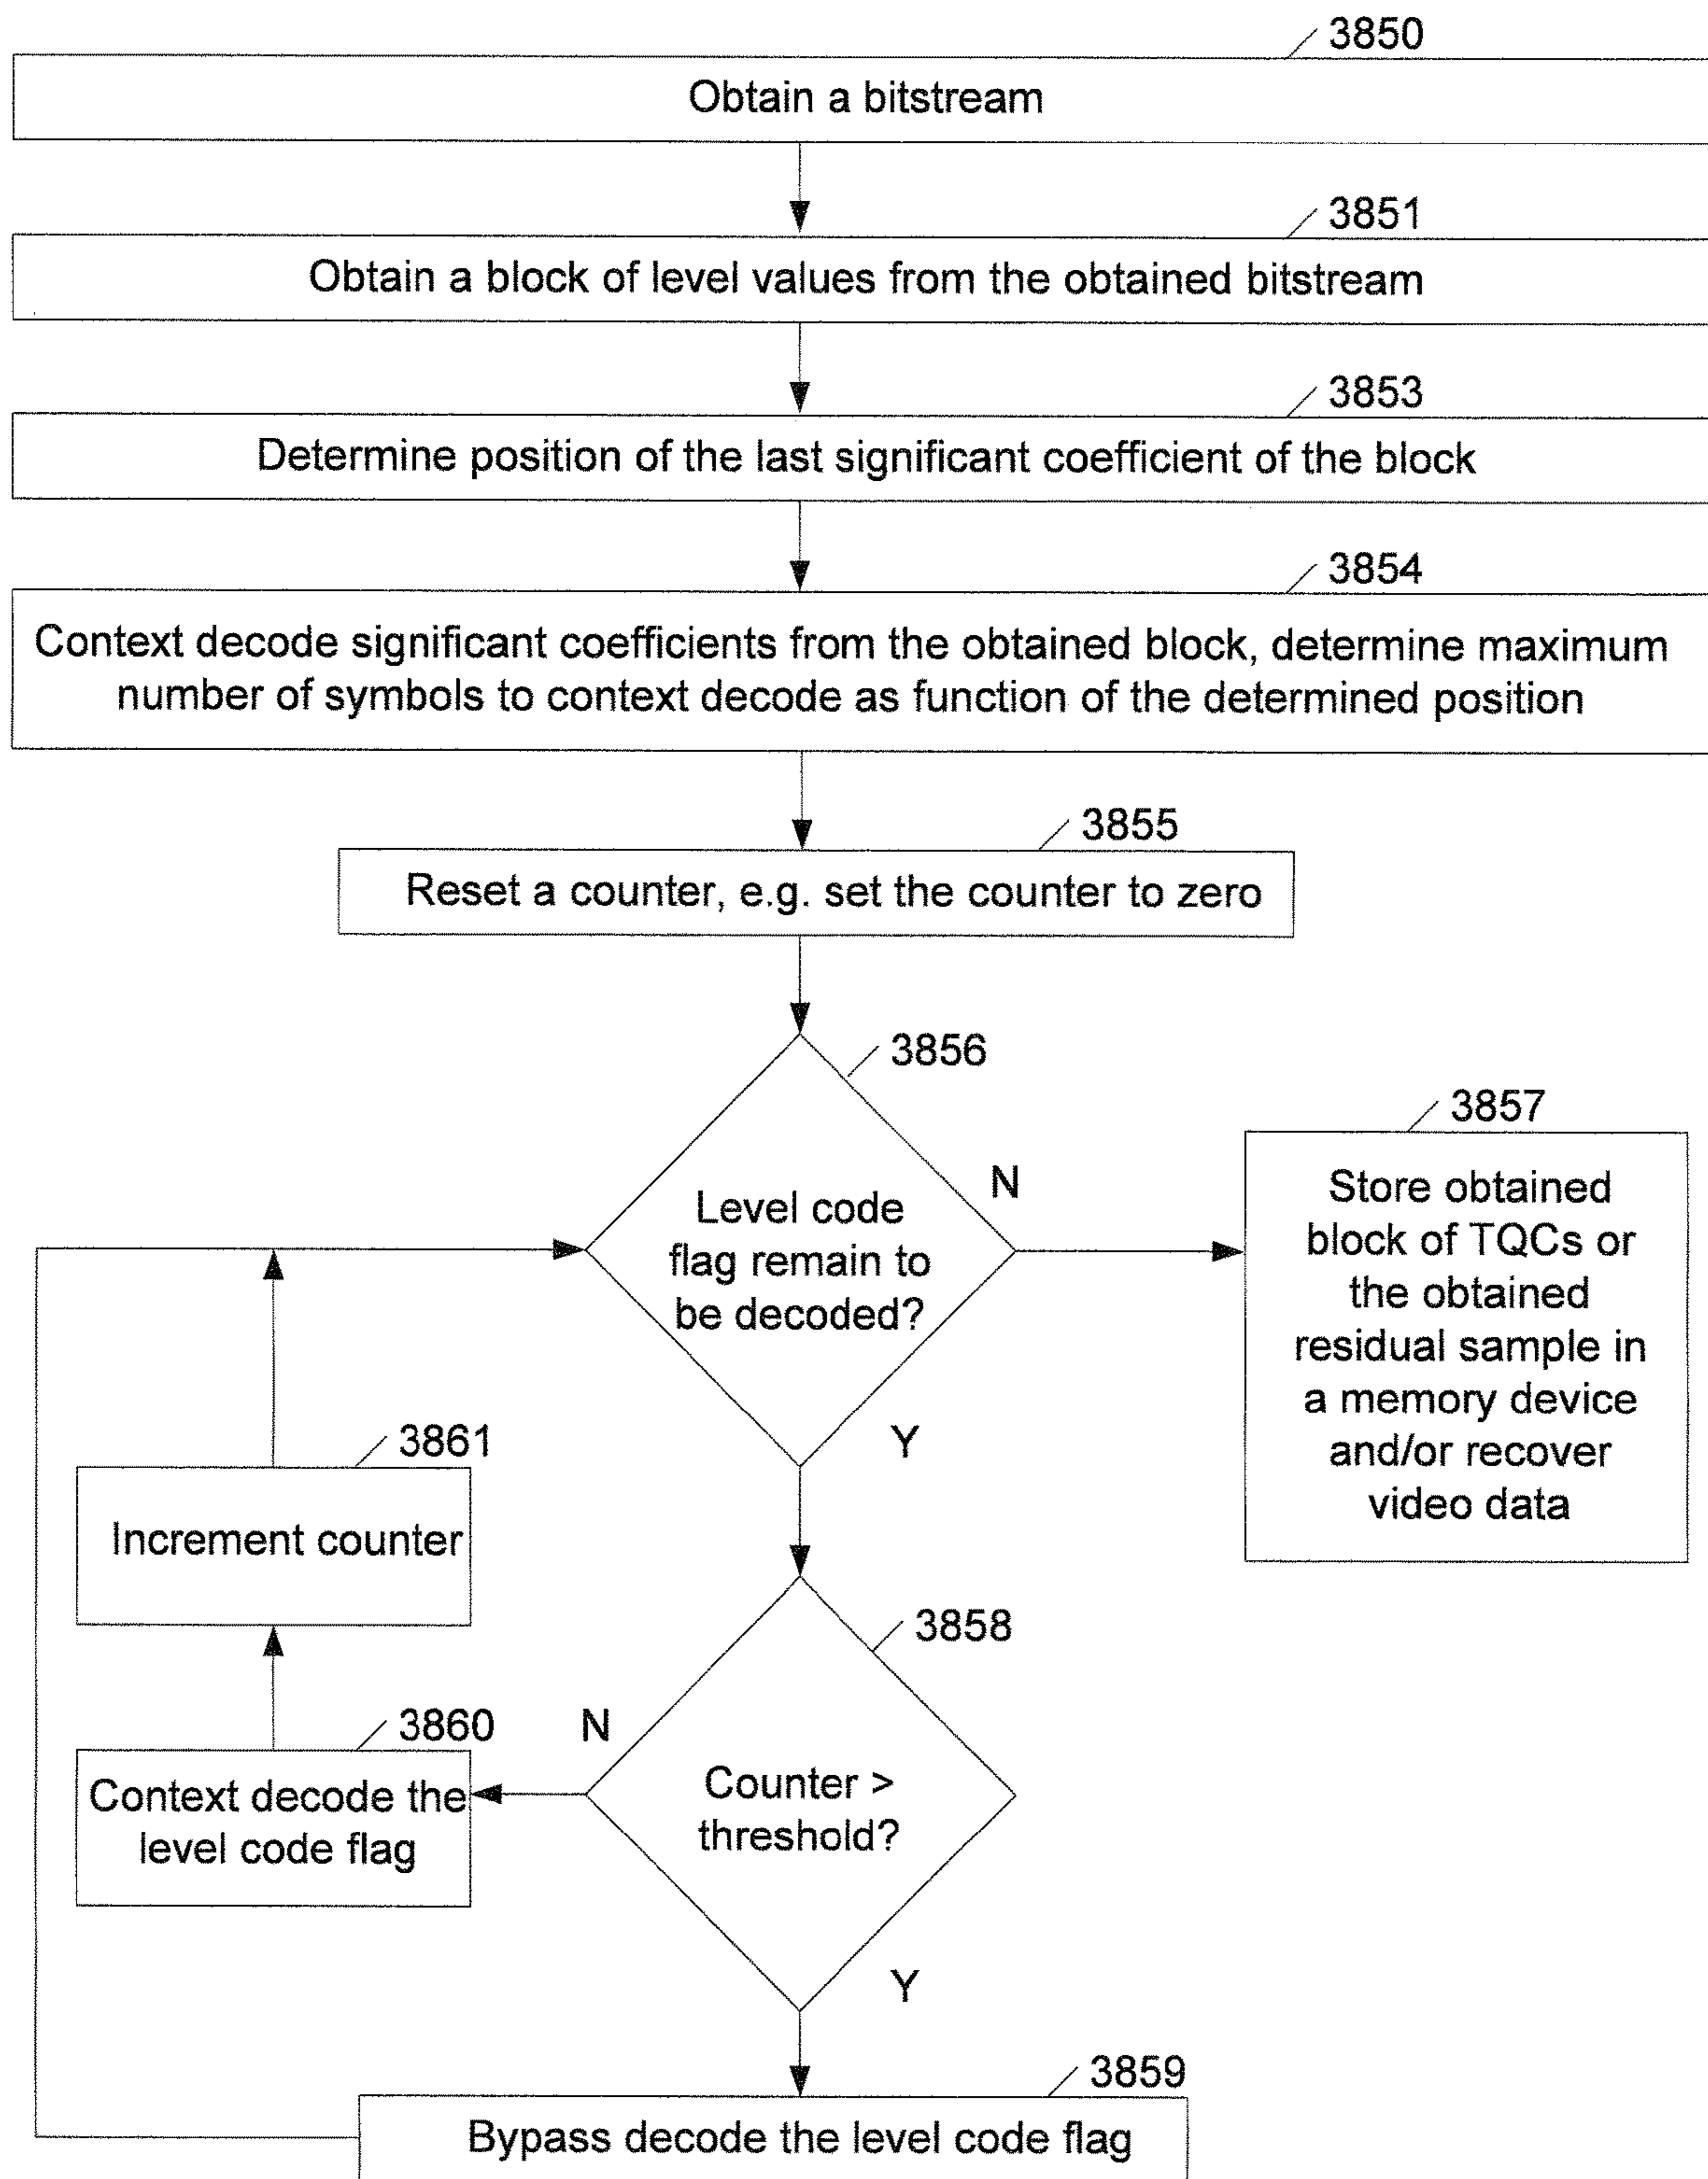 3850
Obtain a bitstream
3851
Obtain a block of level values from the obtained bitstream
3853
Determine position of the last significant coefficient of the block
3854
Context decode significant coefficients from the obtained block, determine maximum
number of symbols to context decode as function of the determined position
3855
Reset a counter, e.g. set the counter to zero
3856
Level code
flag remain to
be decoded?
N
Y
3857
Store obtained
block of TQCs or
the obtained
residual sample in
a memory device
and/or recover
video data
3861
Increment counter
3858
Counter >
threshold?
N
Y
3860
Context decode the
level code flag
3859
Bypass decode the level code flag